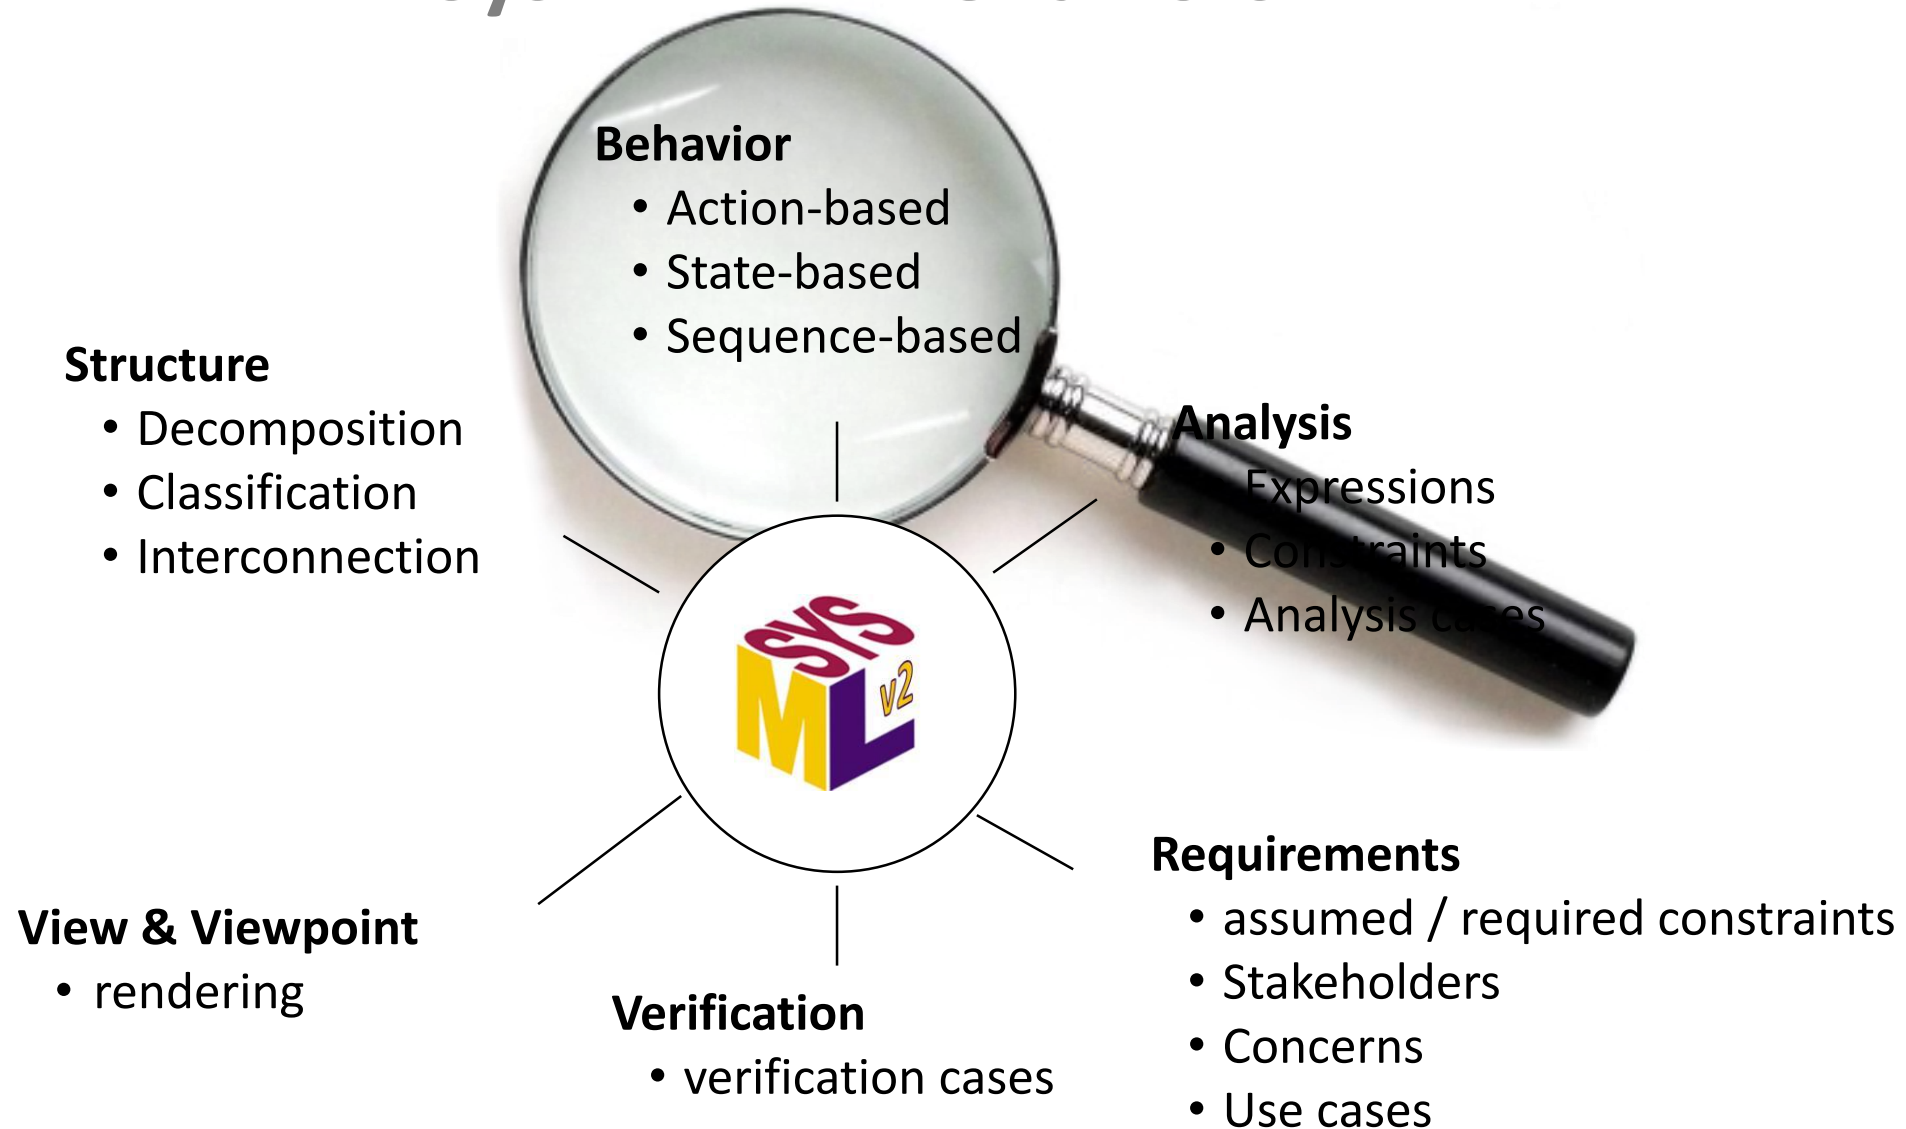 Behavior
• Action-based
• State-based
• Sequence-based
Structure
• Decomposition
• Classification
• Interconnection
Analysis
Expressions
• Constraints
• Analysis cases
SYS
ML v2
View & Viewpoint
• rendering
Verification
• verification cases
Requirements
• assumed / required constraints
• Stakeholders
• Concerns
• Use cases